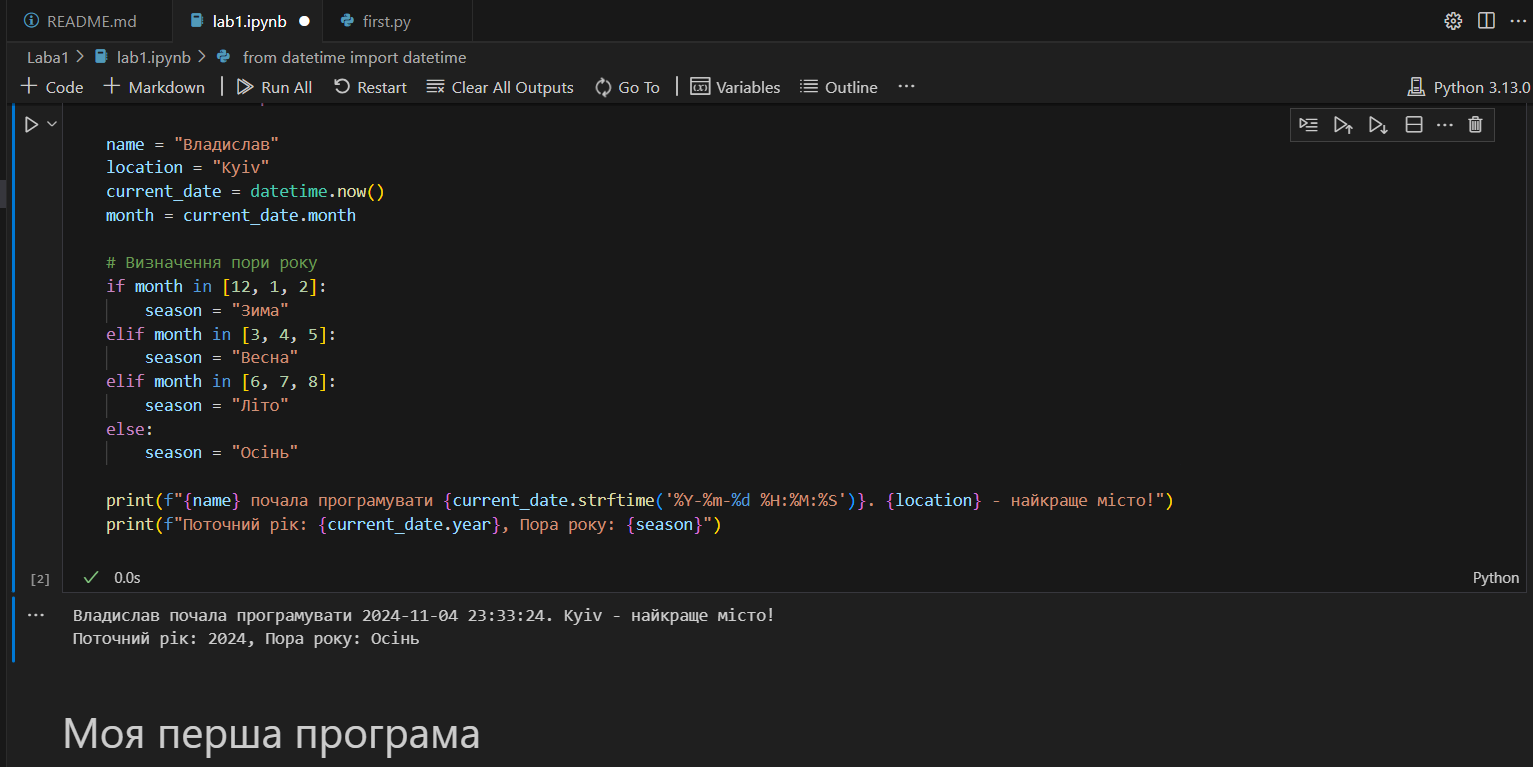 README.md lab1.ipynb first.py
Laba1 > lab1.ipynb > from datetime import datetime
+ Code + Markdown | Run All Restart Clear All Outputs Go To | Variables Outline ... Python 3.13.0
name = "Владислав"
location = "Kyiv"
current_date = datetime.now()
month = current_date.month
# Визначення пори року
if month in [12, 1, 2]:
season = "Зима"
elif month in [3, 4, 5]:
season = "Весна"
elif month in [6, 7, 8]:
season = "Літо"
else:
season = "Осінь"
print(f"{name} почала програмувати {current_date.strftime('%Y-%m-%d %H:%M:%S')}. {location} - найкраще місто!")
print(f"Поточний рік: {current_date.year}, Пора року: {season}")
[2] 0.0s Python
Владислав почала програмувати 2024-11-04 23:33:24. Kyiv - найкраще місто!
Поточний рік: 2024, Пора року: Осінь
Моя перша програма